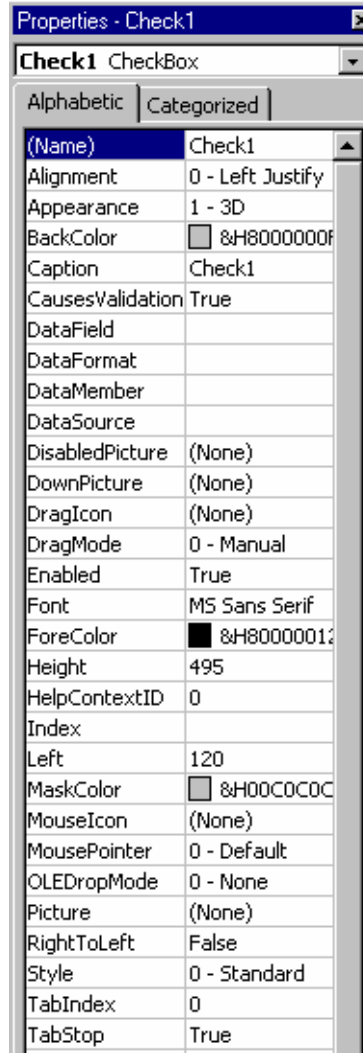 Properties - Check1
Check1 CheckBox
Alphabetic Categorized
(Name) Check1
Alignment 0 - Left Justify
Appearance 1 - 3D
BackColor &H8000000F
Caption Check1
CausesValidation True
DataField
DataFormat
DataMember
DataSource
DisabledPicture (None)
DownPicture (None)
DragIcon (None)
DragMode 0 - Manual
Enabled True
Font MS Sans Serif
ForeColor &H80000012
Height 495
HelpContextID 0
Index
Left 120
MaskColor &H00C0C0C
MouseIcon (None)
MousePointer 0 - Default
OLEDropMode 0 - None
Picture (None)
RightToLeft False
Style 0 - Standard
TabIndex 0
TabStop True